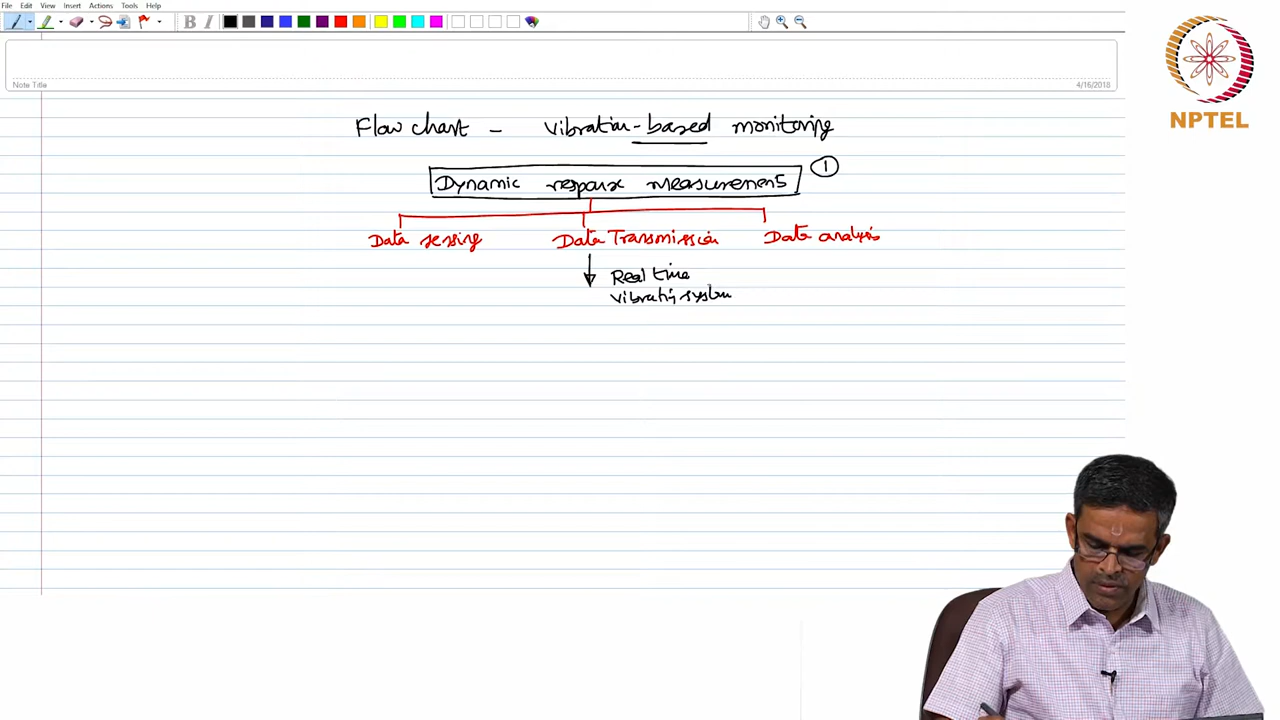 File Edit View Insert Actions Tools Help
B I
NPTEL
Note Title 4/16/2018
Flow chart - vibration-based monitoring
Dynamic response measurements 1
Data sensing Data Transmission Data analysis
Real time
vibrating system